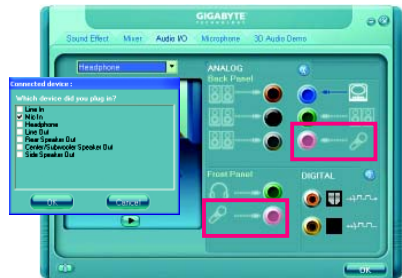 GIGABYTE
TECHNOLOGY
Sound Effect Mixer Audio I/O Microphone 3D Audio Demo
Headphone
ANALOG
Back Panel
Connected device :
Which device did you plug in?
Line In
Mic In
Headphone
Line Out
Rear Speaker Out
Center/Subwoofer Speaker Out
Side Speaker Out
OK Cancel
Front Panel
DIGITAL
OK